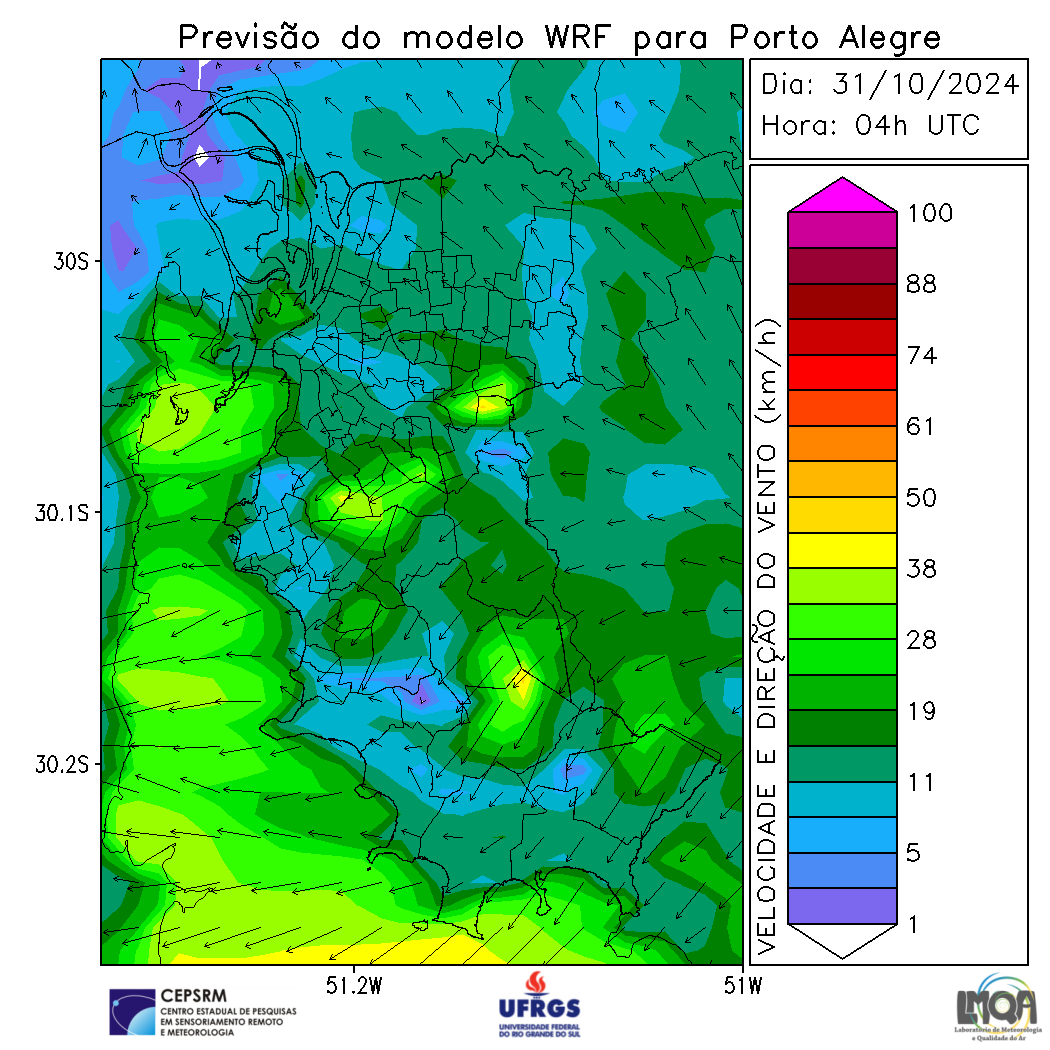 Previsão do modelo WRF para Porto Alegre
Dia: 31/10/2024
Hora: 04h UTC
30S
30.1S
30.2S
51.2W
51W
VELOCIDADE E DIREÇÃO DO VENTO (km/h)
100
88
74
61
50
38
28
19
11
5
1
CEPSRM
CENTRO ESTADUAL DE PESQUISAS
EM SENSORIAMENTO REMOTO
E METEOROLOGIA
UFRGS
UNIVERSIDADE FEDERAL
DO RIO GRANDE DO SUL
LMQA
Laboratório de Meteorologia
e Qualidade do Ar